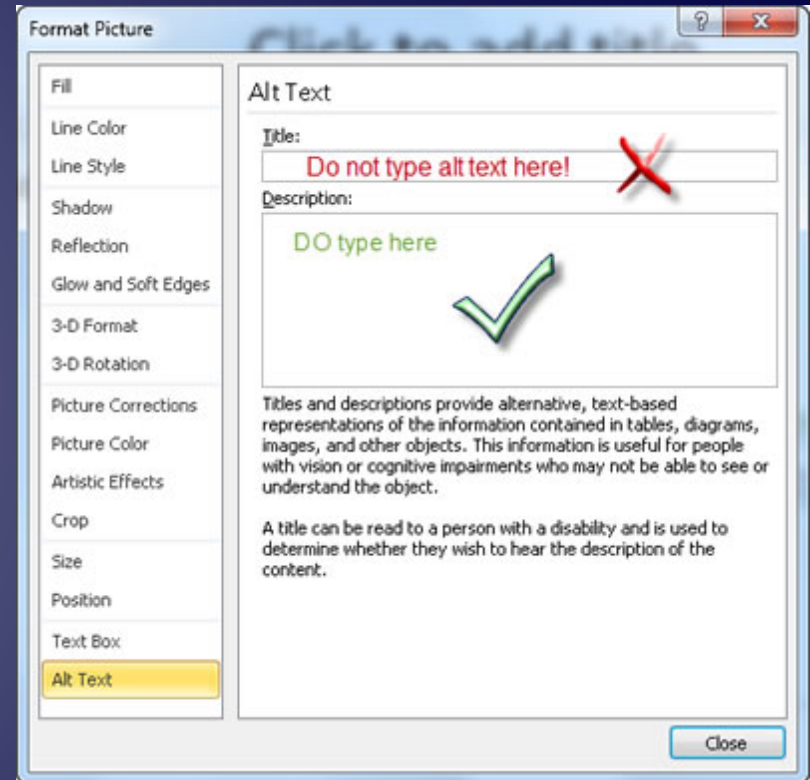 Format Picture
Click to add title
Fill
Line Color
Line Style
Shadow
Reflection
Glow and Soft Edges
3-D Format
3-D Rotation
Picture Corrections
Picture Color
Artistic Effects
Crop
Size
Position
Text Box
Alt Text
Alt Text
Title:
Do not type alt text here!
Description:
DO type here
Titles and descriptions provide alternative, text-based
representations of the information contained in tables, diagrams,
images, and other objects. This information is useful for people
with vision or cognitive impairments who may not be able to see or
understand the object.
A title can be read to a person with a disability and is used to
determine whether they wish to hear the description of the
content.
Close